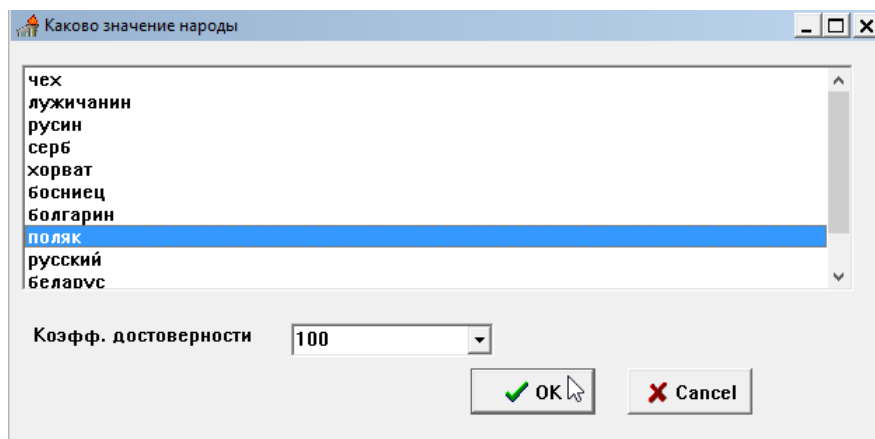 Каково значение народы
чех
лужичанин
русин
серб
хорват
босниец
болгарин
поляк
русский
беларус
Коэфф. достоверности
100
OK
Cancel